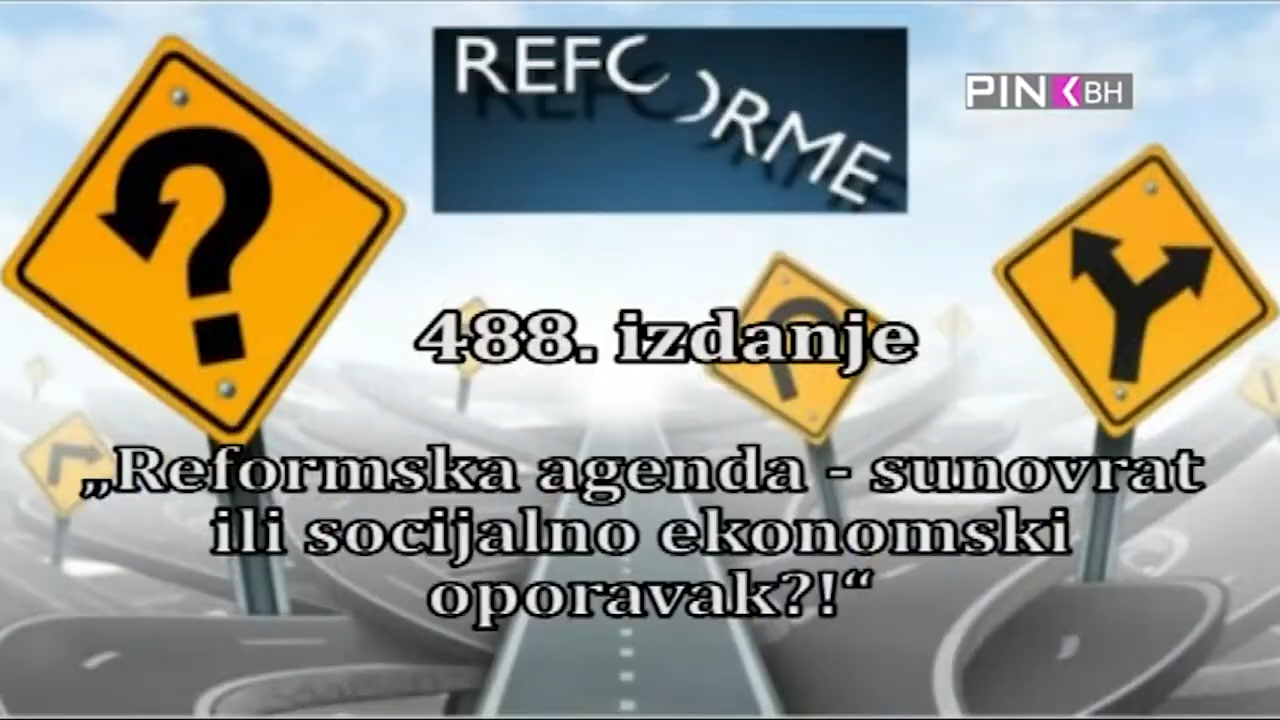 REFORME
PINK BH
488. izdanje
„Reformska agenda - sunovrat
ili socijalno ekonomski
oporavak?!“